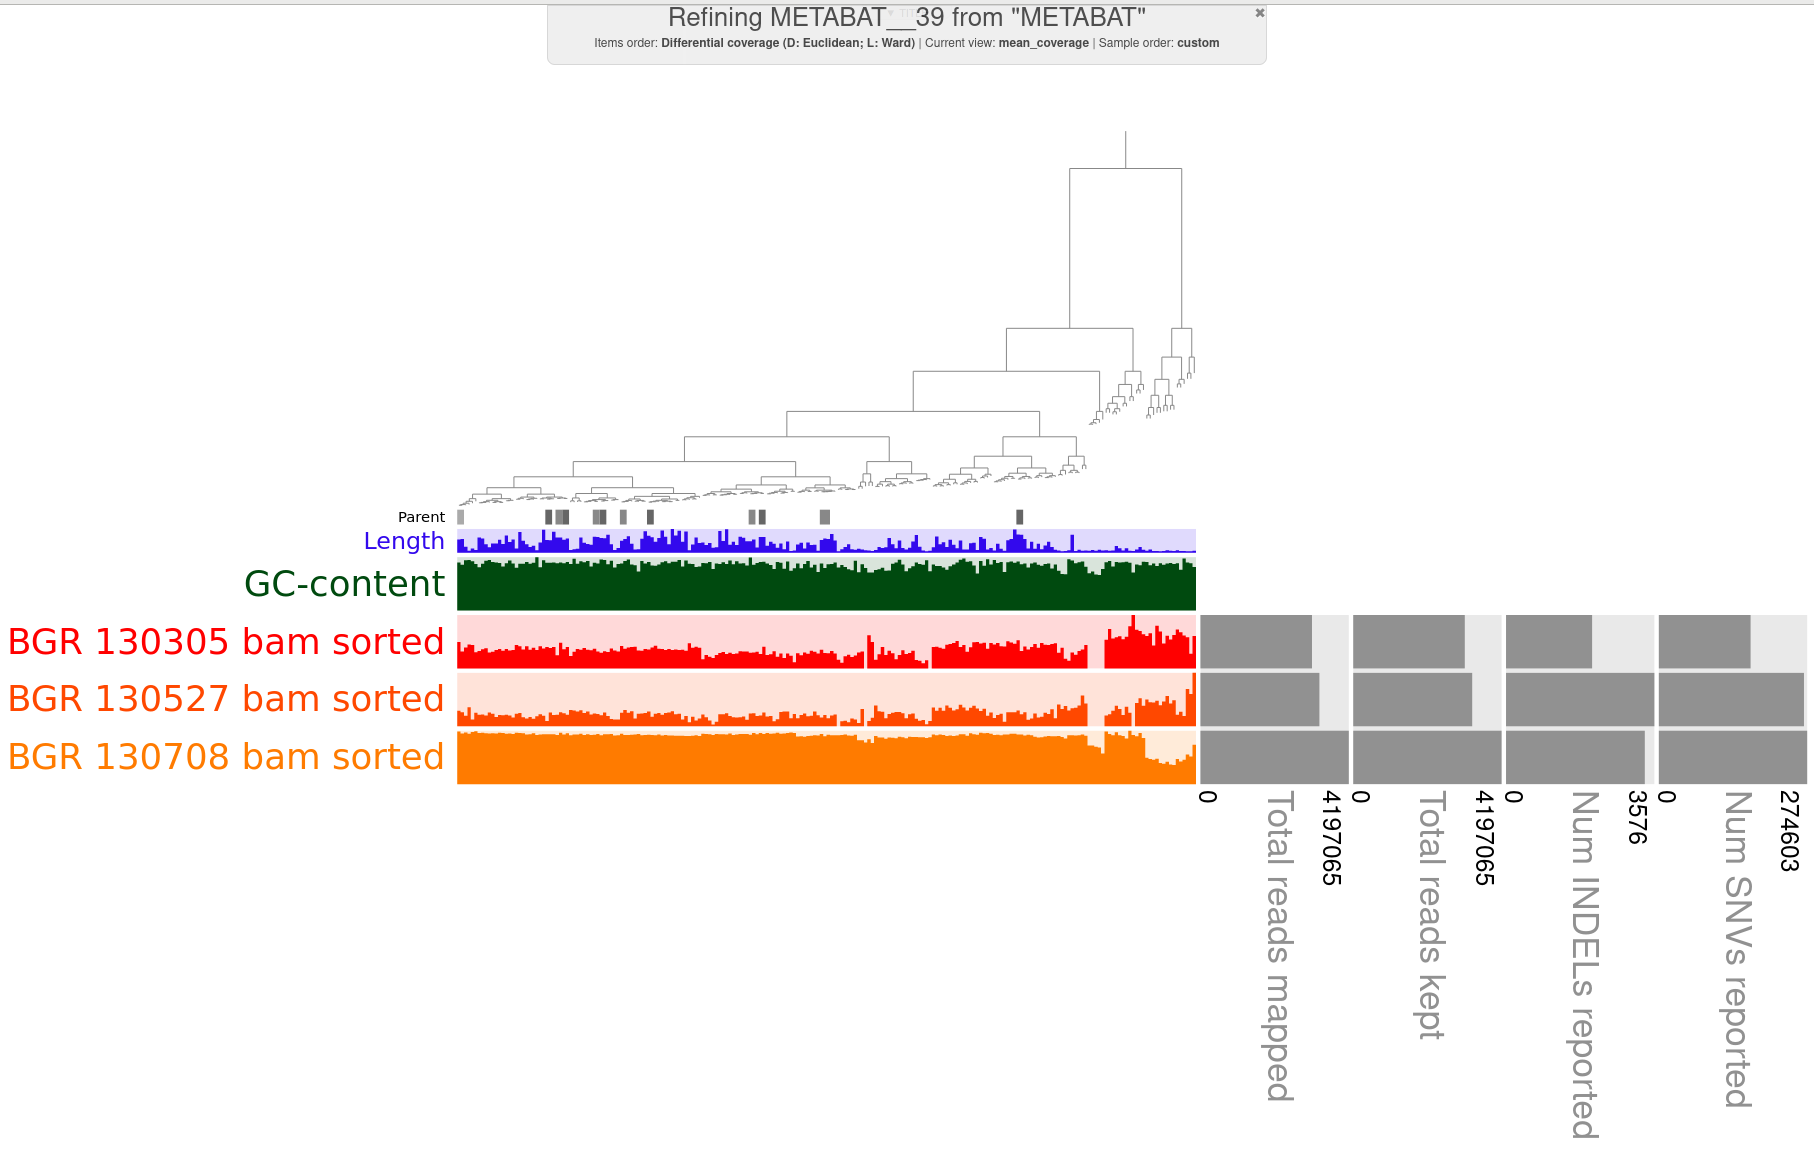 Refining METABAT__39 from "METABAT"
Items order: Differential coverage (D: Euclidean; L: Ward) | Current view: mean_coverage | Sample order: custom
Parent
Length
GC-content
BGR 130305 bam sorted
BGR 130527 bam sorted
BGR 130708 bam sorted
0
Total reads mapped
4197065
0
Total reads kept
4197065
0
Num INDELs reported
3576
0
Num SNVs reported
274603